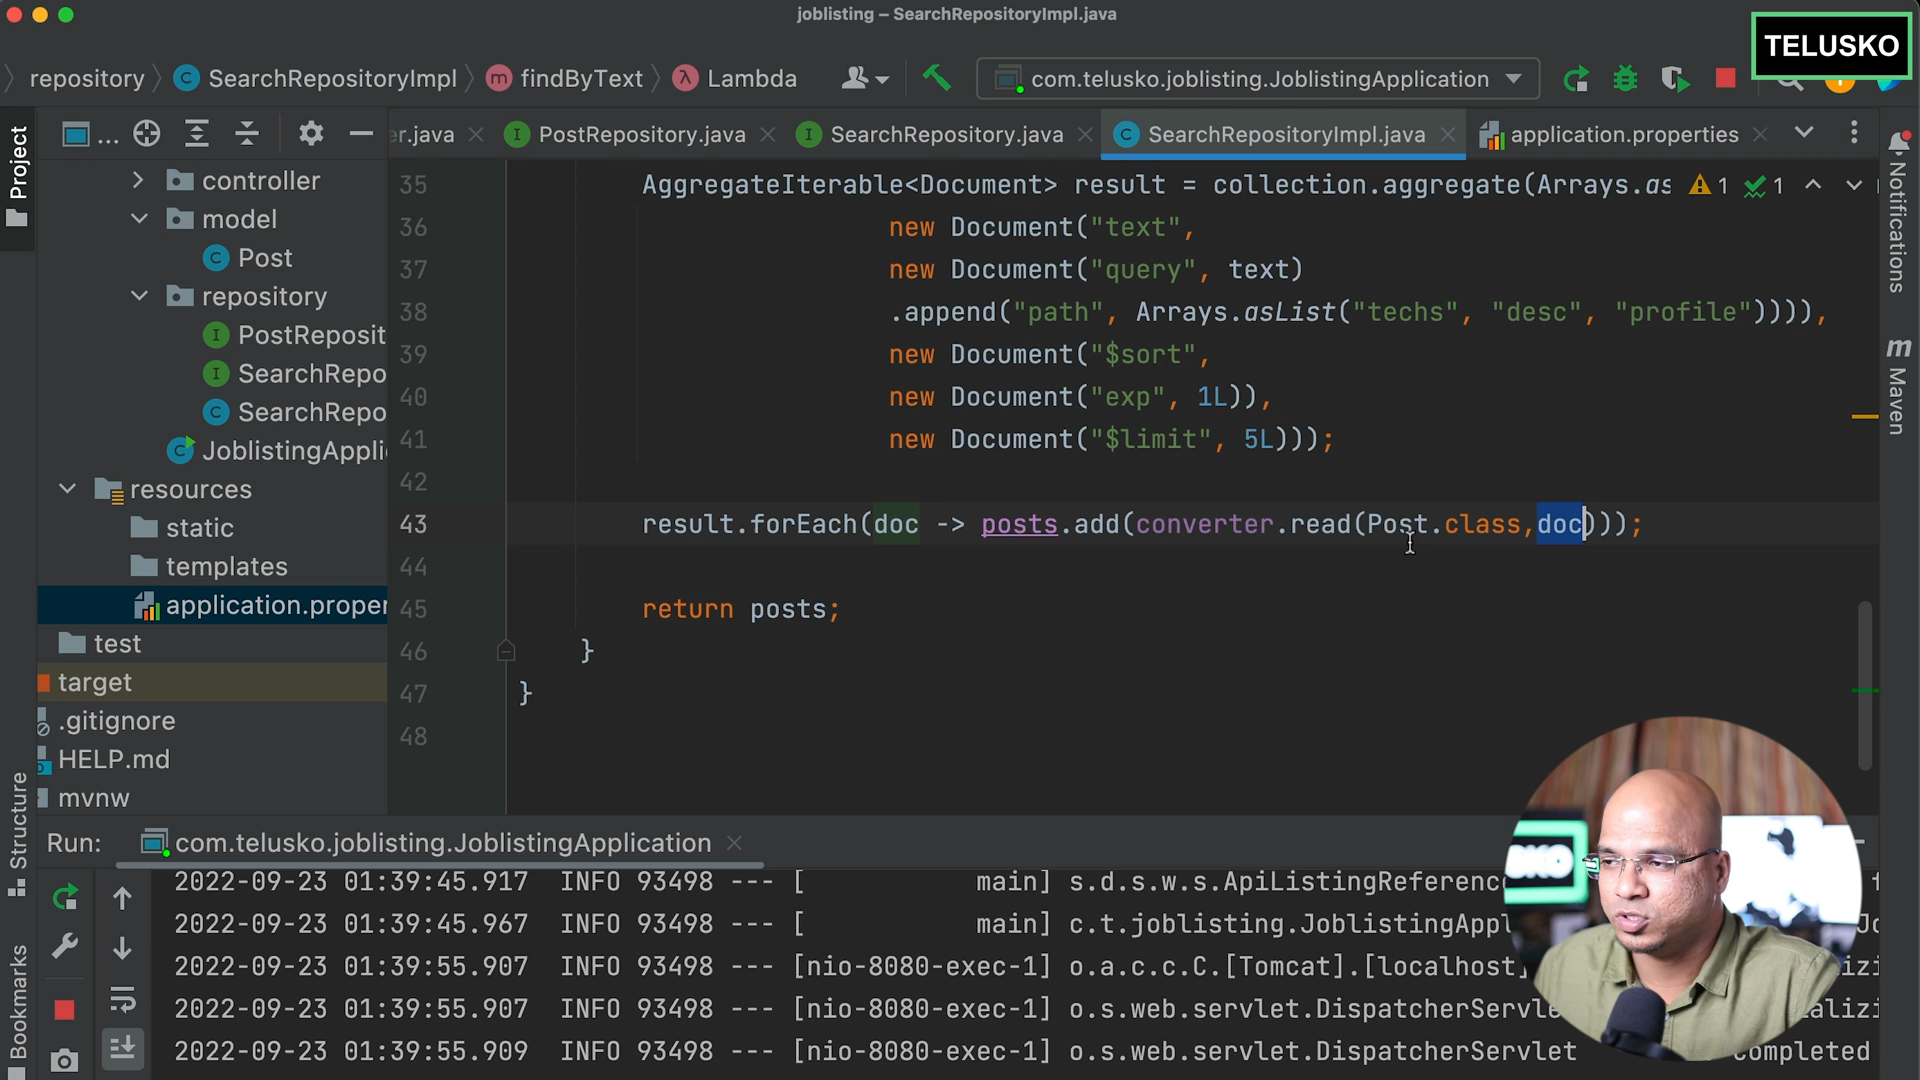 joblisting – SearchRepositoryImpl.java
TELUSKO
repository SearchRepositoryImpl findByText Lambda com.telusko.joblisting.JoblistingApplication
er.java PostRepository.java SearchRepository.java SearchRepositoryImpl.java application.properties
Project
...
controller
model
Post
repository
PostReposit
SearchRepo
SearchRepo
JoblistingAppli
resources
static
templates
application.proper
test
target
.gitignore
HELP.md
mvnw
35 AggregateIterable<Document> result = collection.aggregate(Arrays.as 1 1
36 new Document("text",
37 new Document("query", text)
38 .append("path", Arrays.asList("techs", "desc", "profile")))),
39 new Document("$sort",
40 new Document("exp", 1L)),
41 new Document("$limit", 5L)));
42
43 result.forEach(doc -> posts.add(converter.read(Post.class,doc)));
44
45 return posts;
46 }
47 }
48
Notifications
Maven
Structure
Bookmarks
Run: com.telusko.joblisting.JoblistingApplication
2022-09-23 01:39:45.917 INFO 93498 --- [ main] s.d.s.w.s.ApiListingReferenc
2022-09-23 01:39:45.967 INFO 93498 --- [ main] c.t.joblisting.JoblistingAppl
2022-09-23 01:39:55.907 INFO 93498 --- [nio-8080-exec-1] o.a.c.c.C.[Tomcat].[localhost]
2022-09-23 01:39:55.907 INFO 93498 --- [nio-8080-exec-1] o.s.web.servlet.DispatcherServle
2022-09-23 01:39:55.909 INFO 93498 --- [nio-8080-exec-1] o.s.web.servlet.DispatcherServlet completed